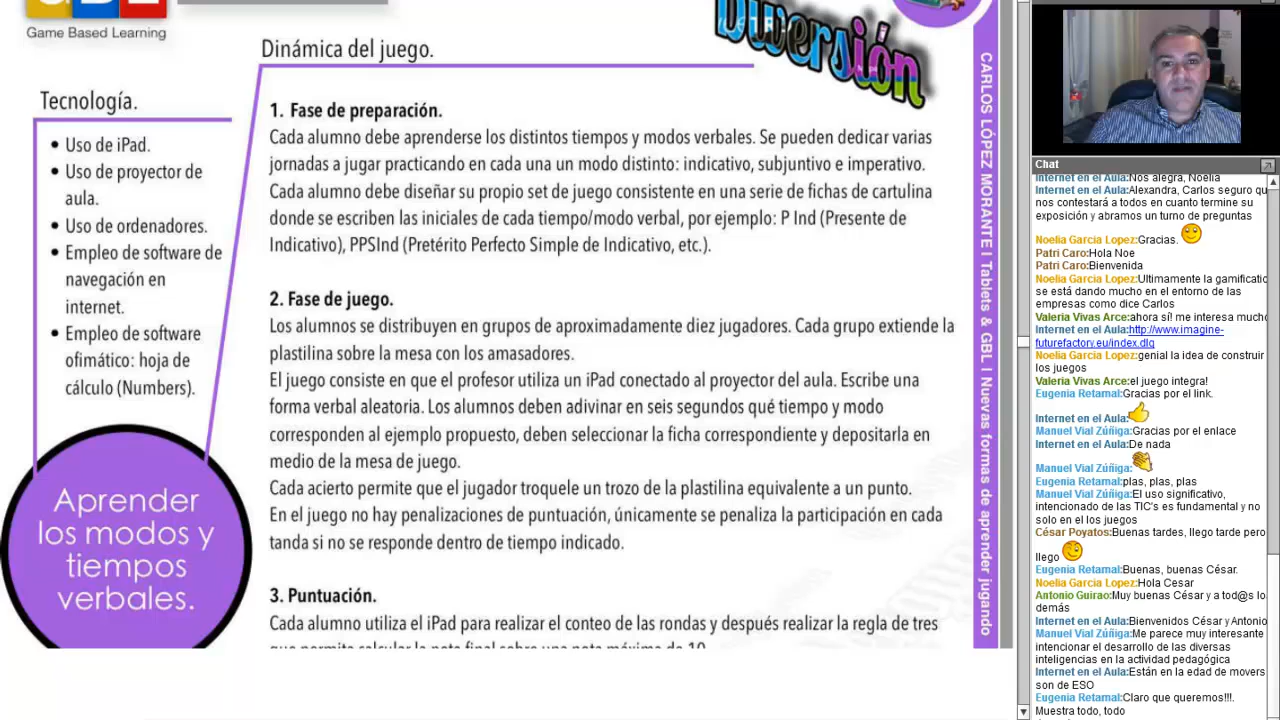 GBL
Game Based Learning
Diversión
Dinámica del juego.
Tecnología.
• Uso de iPad.
• Uso de proyector de
aula.
• Uso de ordenadores.
• Empleo de software de
navegación en
internet.
• Empleo de software
ofimático: hoja de
cálculo (Numbers).
Aprender
los modos y
tiempos
verbales.
1. Fase de preparación.
Cada alumno debe aprenderse los distintos tiempos y modos verbales. Se pueden dedicar varias
jornadas a jugar practicando en cada una un modo distinto: indicativo, subjuntivo e imperativo.
Cada alumno debe diseñar su propio set de juego consistente en una serie de fichas de cartulina
donde se escriben las iniciales de cada tiempo/modo verbal, por ejemplo: P Ind (Presente de
Indicativo), PPSInd (Pretérito Perfecto Simple de Indicativo, etc.).
2. Fase de juego.
Los alumnos se distribuyen en grupos de aproximadamente diez jugadores. Cada grupo extiende la
plastilina sobre la mesa con los amasadores.
El juego consiste en que el profesor utiliza un iPad conectado al proyector del aula. Escribe una
forma verbal aleatoria. Los alumnos deben adivinar en seis segundos qué tiempo y modo
corresponden al ejemplo propuesto, deben seleccionar la ficha correspondiente y depositarla en
medio de la mesa de juego.
Cada acierto permite que el jugador troquele un trozo de la plastilina equivalente a un punto.
En el juego no hay penalizaciones de puntuación, únicamente se penaliza la participación en cada
tanda si no se responde dentro de tiempo indicado.
3. Puntuación.
Cada alumno utiliza el iPad para realizar el conteo de las rondas y después realizar la regla de tres
que permita calcular la nota final sobre una nota máxima de 10.
CARLOS LÓPEZ MORANTE I Tablets & GBL I Nuevas formas de aprender jugando
Chat
Internet en el Aula:Nos alegra, Noelia
Internet en el Aula:Alexandra, Carlos seguro qu
nos contestará a todos en cuanto termine su
exposición y abramos un turno de preguntas
Noelia Garcia Lopez:Gracias.
Patri Caro:Hola Noe
Patri Caro:Bienvenida
Noelia Garcia Lopez:Ultimamente la gamificatio
se está dando mucho en el entorno de las
empresas como dice Carlos
Valeria Vivas Arce:ahora sí! me interesa mucho
Internet en el Aula:http://www.imagine-
futurefactory.eu/index.dlg
Noelia Garcia Lopez:genial la idea de construir
los juegos
Valeria Vivas Arce:el juego integra!
Eugenia Retamal:Gracias por el link.
Internet en el Aula:
Manuel Vial Zúñiga:Gracias por el enlace
Internet en el Aula:De nada
Manuel Vial Zúñiga:
Eugenia Retamal:plas, plas, plas
Manuel Vial Zúñiga:El uso significativo,
intencionado de las TIC's es fundamental y no
solo en el los juegos
César Poyatos:Buenas tardes, llego tarde pero
llego
Eugenia Retamal:Buenas, buenas César.
Noelia Garcia Lopez:Hola Cesar
Antonio Guirao:Muy buenas César y a tod@s lo
demás
Internet en el Aula:Bienvenidos César y Antonio
Manuel Vial Zúñiga:Me parece muy interesante
intencionar el desarrollo de las diversas
inteligencias en la actividad pedagógica
Internet en el Aula:Están en la edad de movers
son de ESO
Eugenia Retamal:Claro que queremos!!!.
Muestra todo, todo